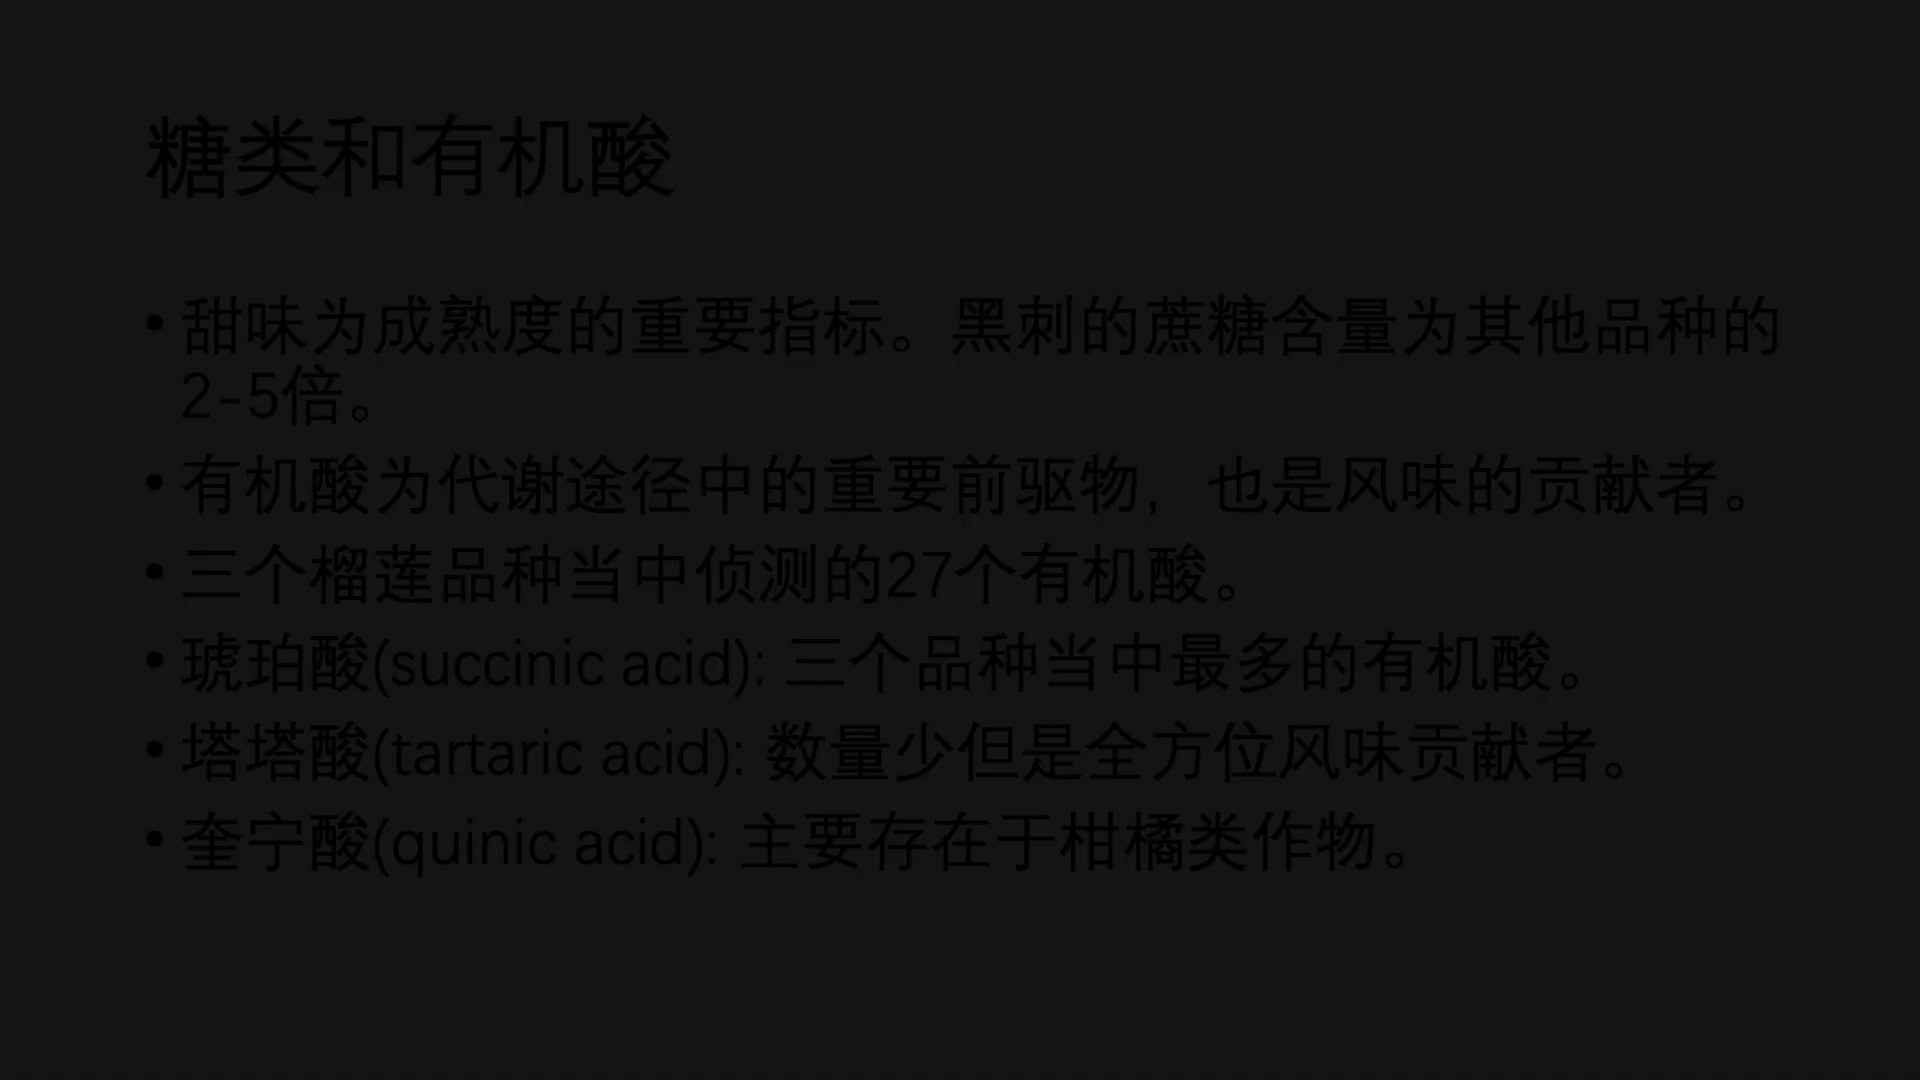 糖类和有机酸
• 甜味为成熟度的重要指标。黑刺的蔗糖含量为其他品种的
2-5倍。
• 有机酸为代谢途径中的重要前驱物，也是风味的贡献者。
• 三个榴莲品种当中侦测的27个有机酸。
• 琥珀酸(succinic acid): 三个品种当中最多的有机酸。
• 塔塔酸(tartaric acid): 数量少但是全方位风味贡献者。
• 奎宁酸(quinic acid): 主要存在于柑橘类作物。